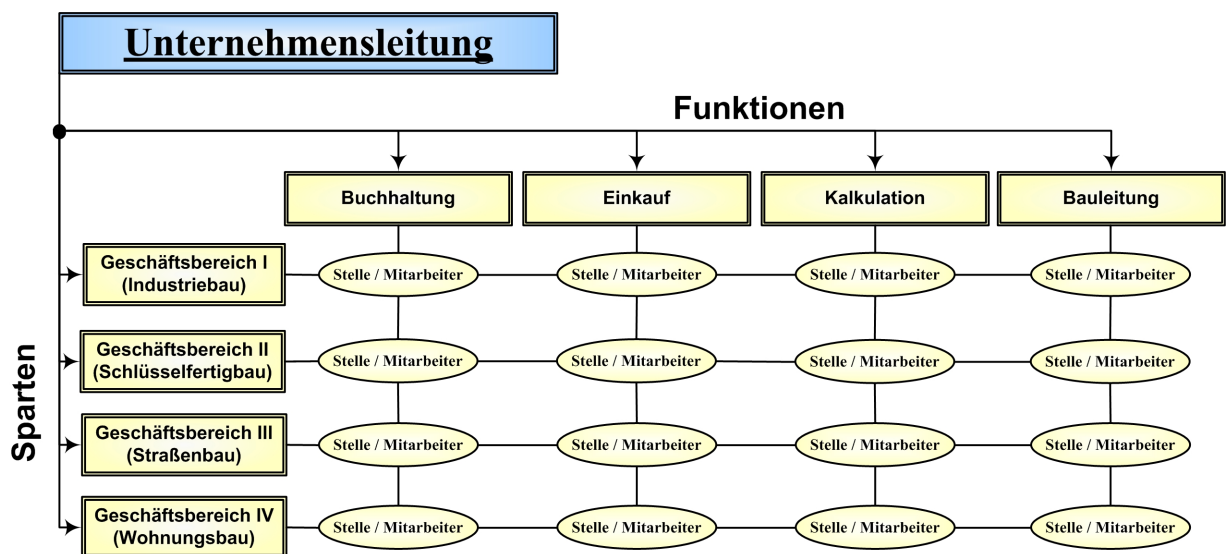 Unternehmensleitung
Funktionen
Buchhaltung
Einkauf
Kalkulation
Bauleitung
Sparten
Geschäftsbereich I
(Industriebau)
Stelle / Mitarbeiter
Stelle / Mitarbeiter
Stelle / Mitarbeiter
Stelle / Mitarbeiter
Geschäftsbereich II
(Schlüsselfertigbau)
Stelle / Mitarbeiter
Stelle / Mitarbeiter
Stelle / Mitarbeiter
Stelle / Mitarbeiter
Geschäftsbereich III
(Straßenbau)
Stelle / Mitarbeiter
Stelle / Mitarbeiter
Stelle / Mitarbeiter
Stelle / Mitarbeiter
Geschäftsbereich IV
(Wohnungsbau)
Stelle / Mitarbeiter
Stelle / Mitarbeiter
Stelle / Mitarbeiter
Stelle / Mitarbeiter